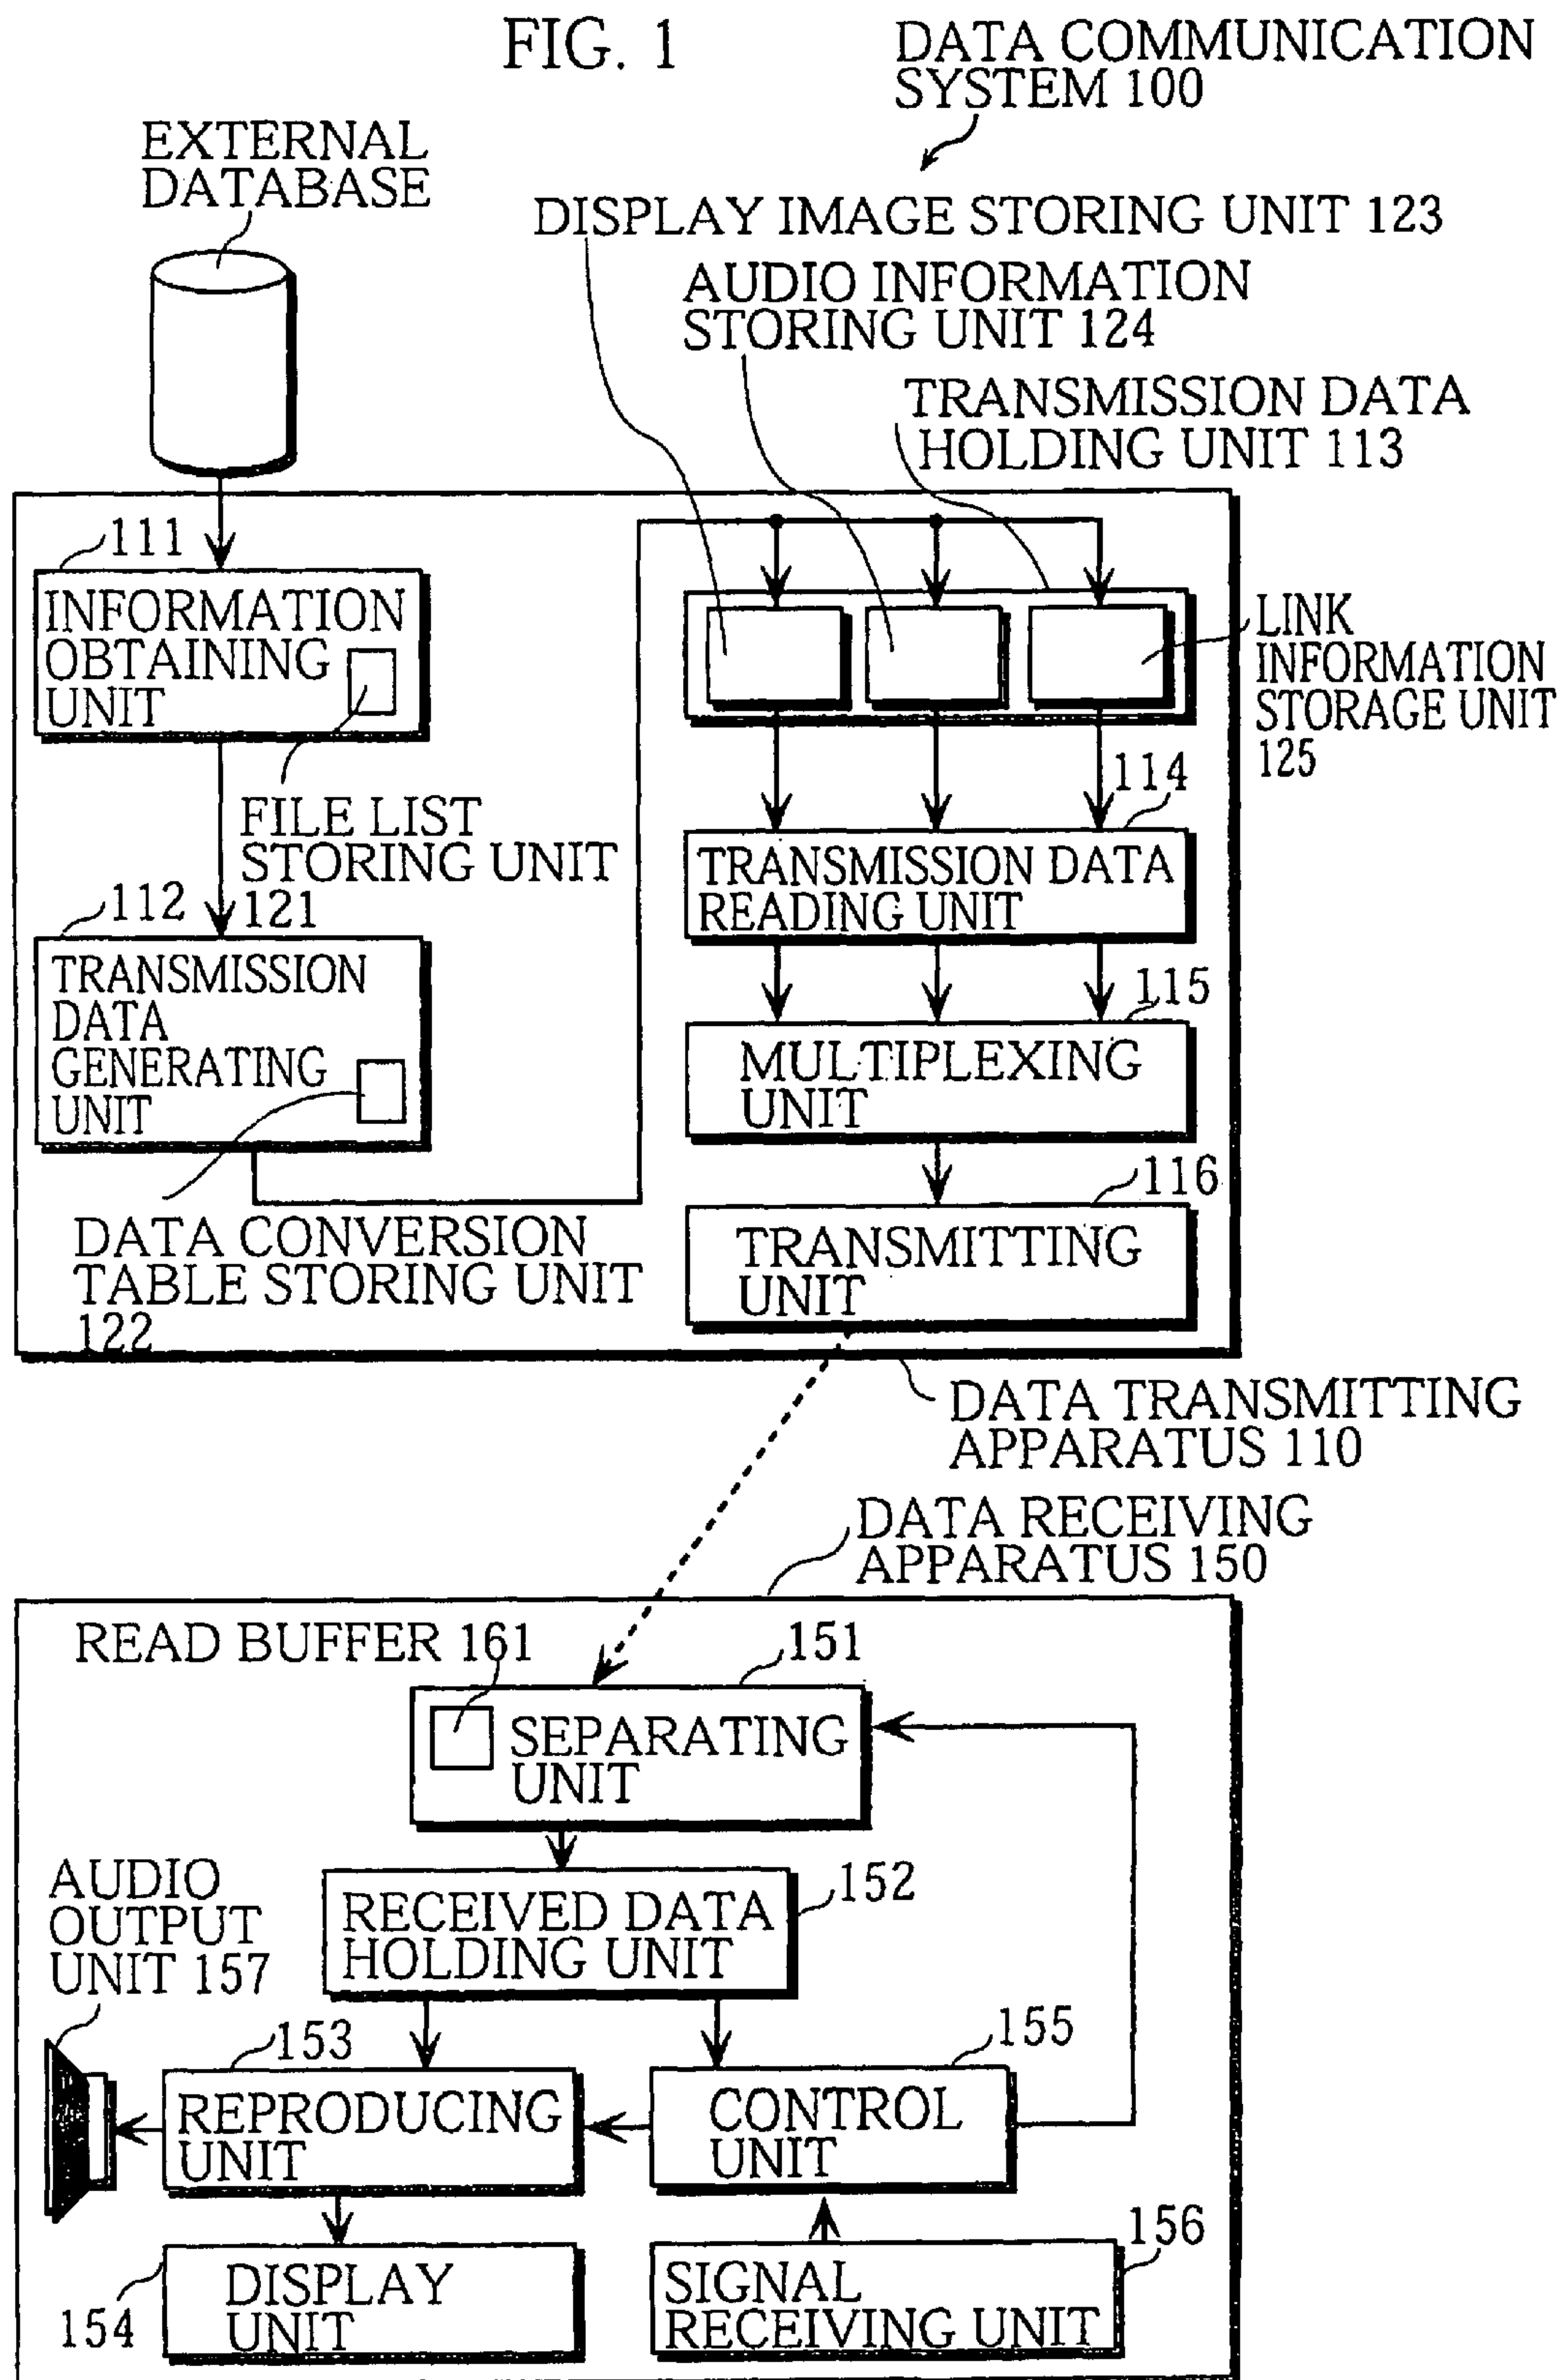 FIG. 1
DATA COMMUNICATION
SYSTEM 100
EXTERNAL
DATABASE
DISPLAY IMAGE STORING UNIT 123
AUDIO INFORMATION
STORING UNIT 124
TRANSMISSION DATA
HOLDING UNIT 113
111
INFORMATION
OBTAINING
UNIT
LINK
INFORMATION
STORAGE UNIT
125
FILE LIST
STORING UNIT
121
114
TRANSMISSION DATA
READING UNIT
112
TRANSMISSION
DATA
GENERATING
UNIT
115
MULTIPLEXING
UNIT
DATA CONVERSION
TABLE STORING UNIT
122
116
TRANSMITTING
UNIT
DATA TRANSMITTING
APPARATUS 110
DATA RECEIVING
APPARATUS 150
READ BUFFER 161
151
SEPARATING
UNIT
AUDIO
OUTPUT
UNIT 157
152
RECEIVED DATA
HOLDING UNIT
153
REPRODUCING
UNIT
155
CONTROL
UNIT
154
DISPLAY
UNIT
156
SIGNAL
RECEIVING UNIT